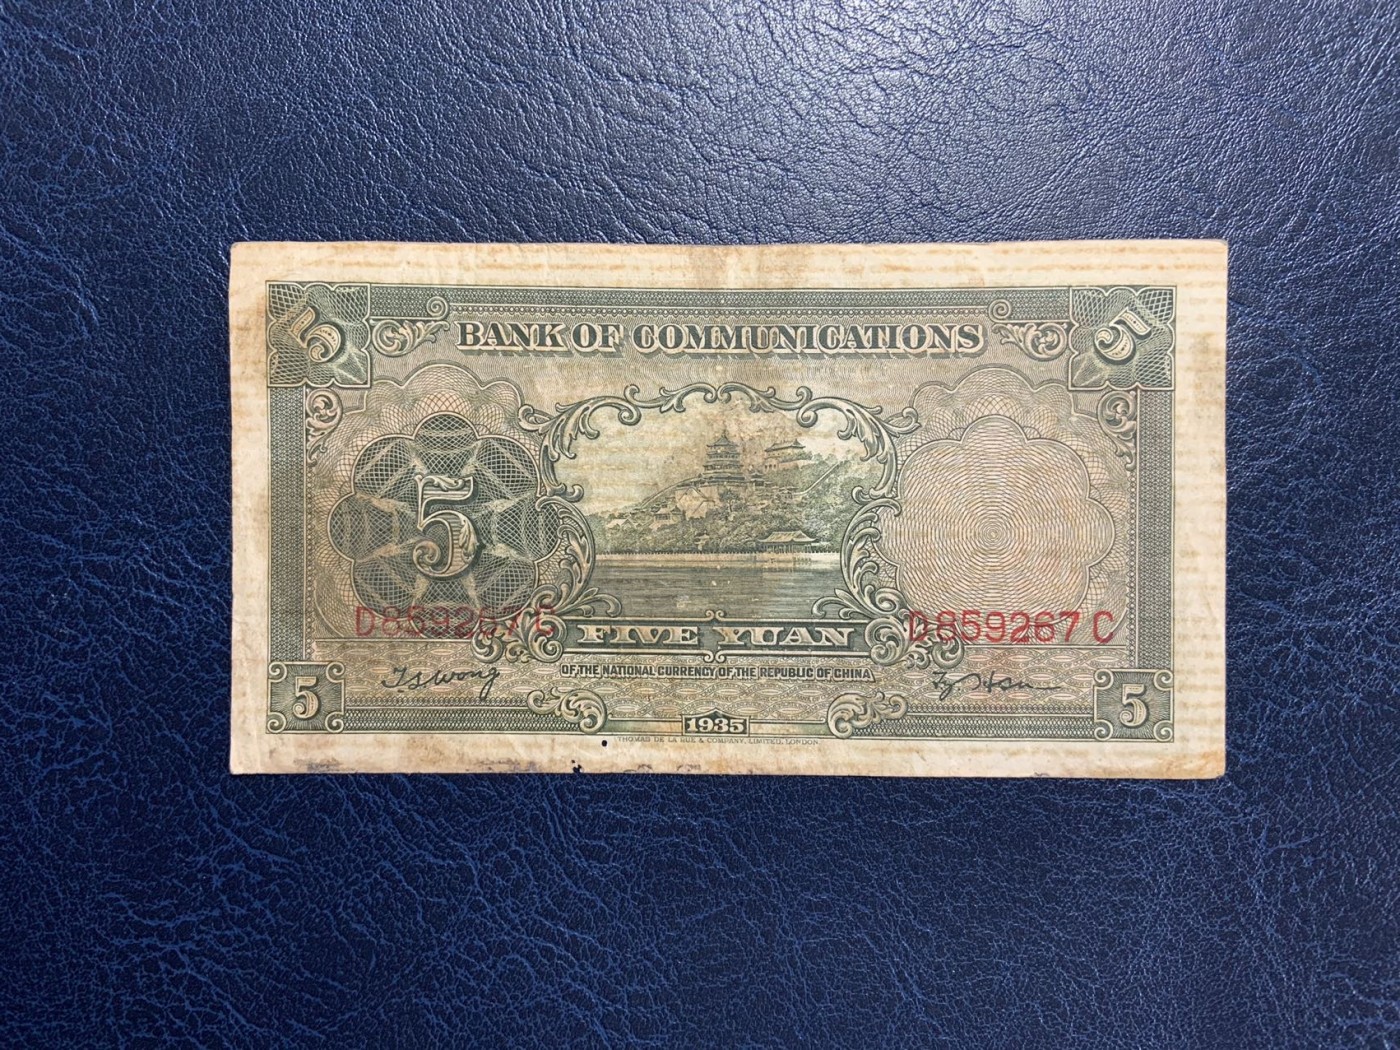 5 BANK OF COMMUNICATIONS 5
5
D859267 C D859267 C
FIVE YUAN
OF THE NATIONAL CURRENCY OF THE REPUBLIC OF CHINA
T S Wong
5 1935 5
THOMAS DE LA RUE & COMPANY, LIMITED, LONDON.